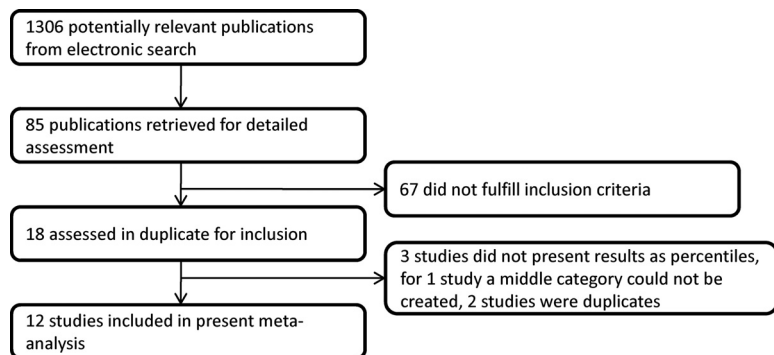 1306 potentially relevant publications
from electronic search
85 publications retrieved for detailed
assessment
67 did not fulfill inclusion criteria
18 assessed in duplicate for inclusion
3 studies did not present results as percentiles,
for 1 study a middle category could not be
created, 2 studies were duplicates
12 studies included in present meta-
analysis